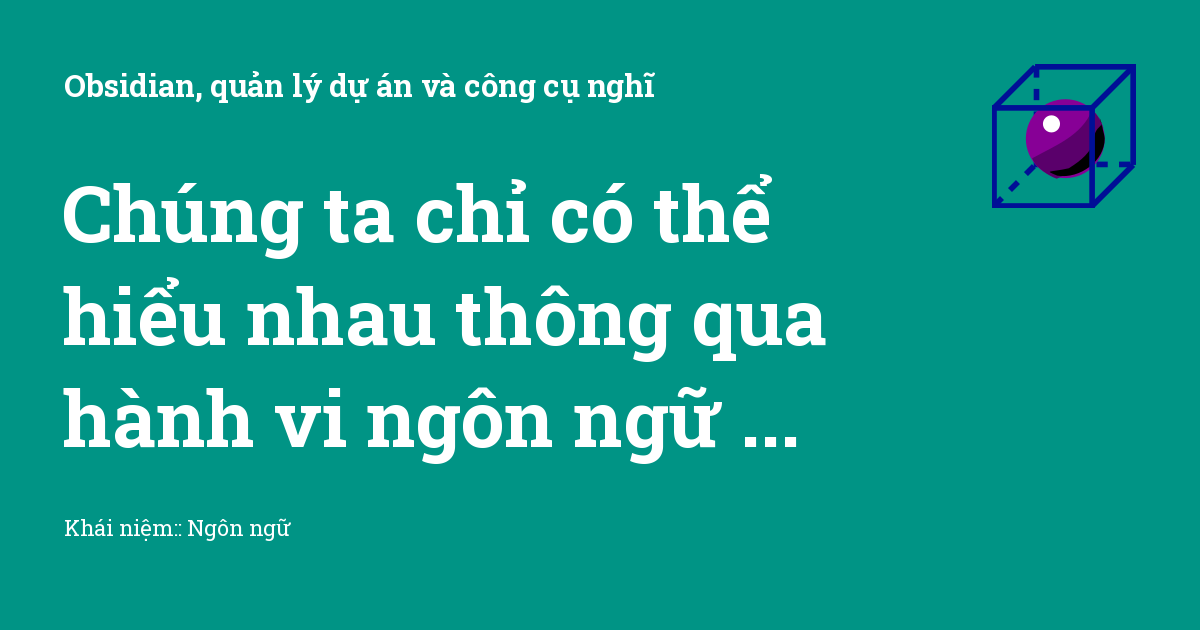 Obsidian, quản lý dự án và công cụ nghĩ
Chúng ta chỉ có thể
hiểu nhau thông qua
hành vi ngôn ngữ ...
Khái niệm:: Ngôn ngữ